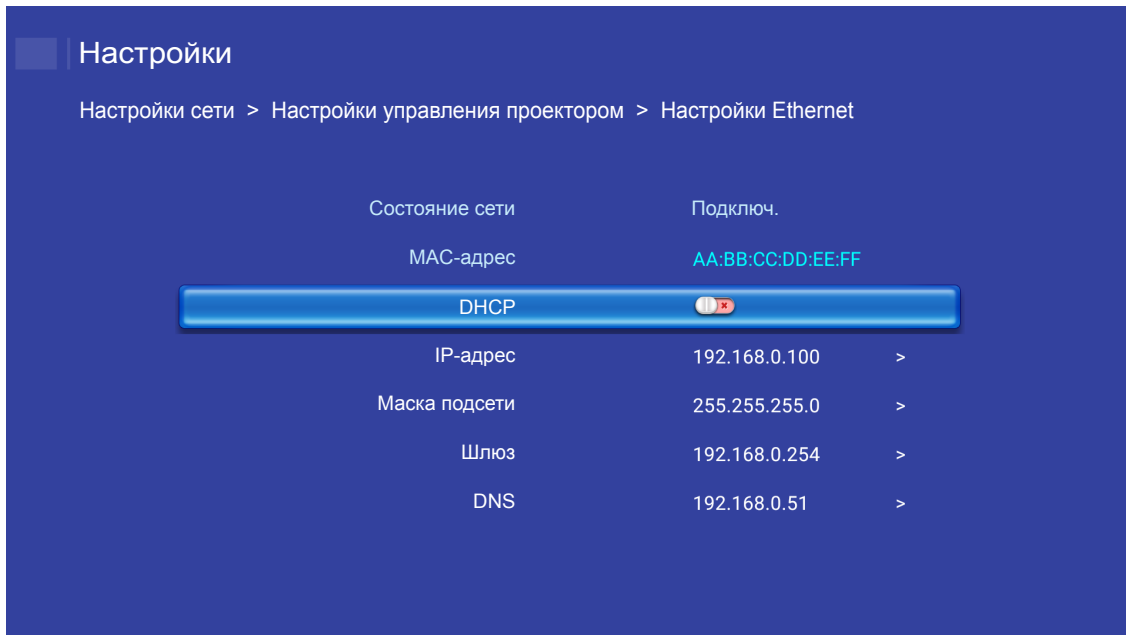 Настройки
Настройки сети > Настройки управления проектором > Настройки Ethernet
Состояние сети Подключ.
MAC-адрес AA:BB:CC:DD:EE:FF
DHCP
IP-адрес 192.168.0.100 >
Маска подсети 255.255.255.0 >
Шлюз 192.168.0.254 >
DNS 192.168.0.51 >